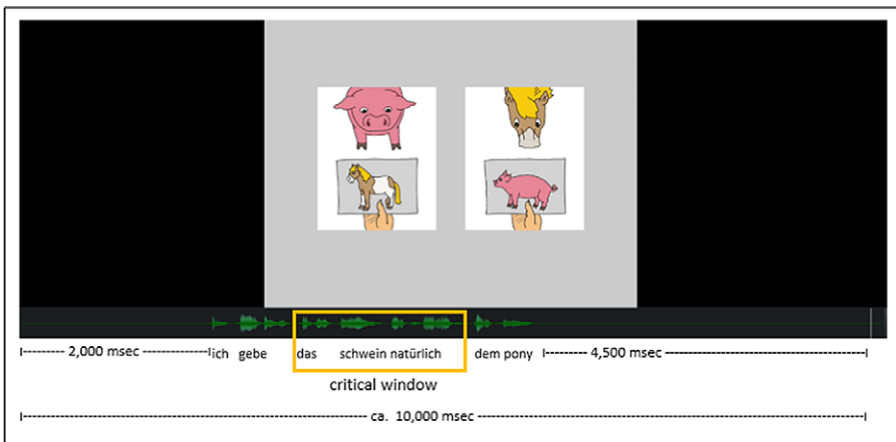 2,000 msec ich gebe das schwein natürlich dem pony 4,500 msec
critical window
ca. 10,000 msec